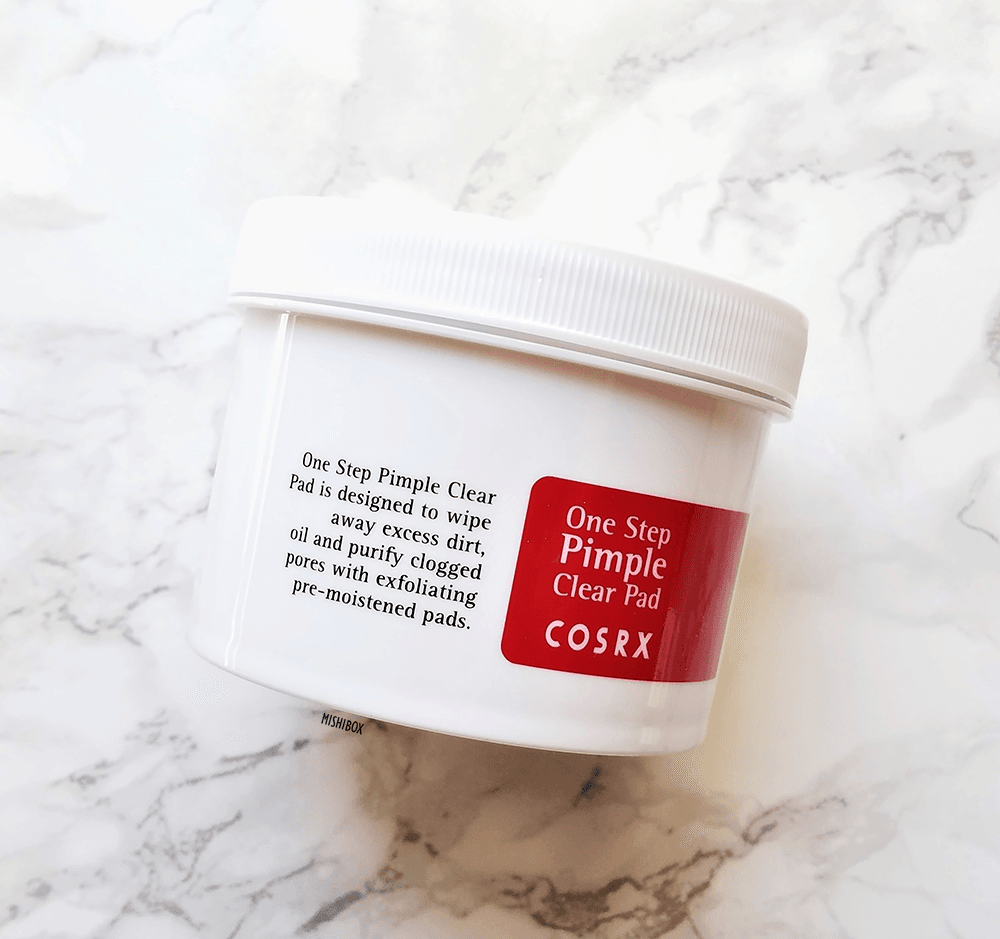 One Step Pimple Clear
Pad is designed to wipe
away excess dirt,
oil and purify clogged
pores with exfoliating
pre-moistened pads.
One Step
Pimple
Clear Pad
COSRX
MISHIBOX